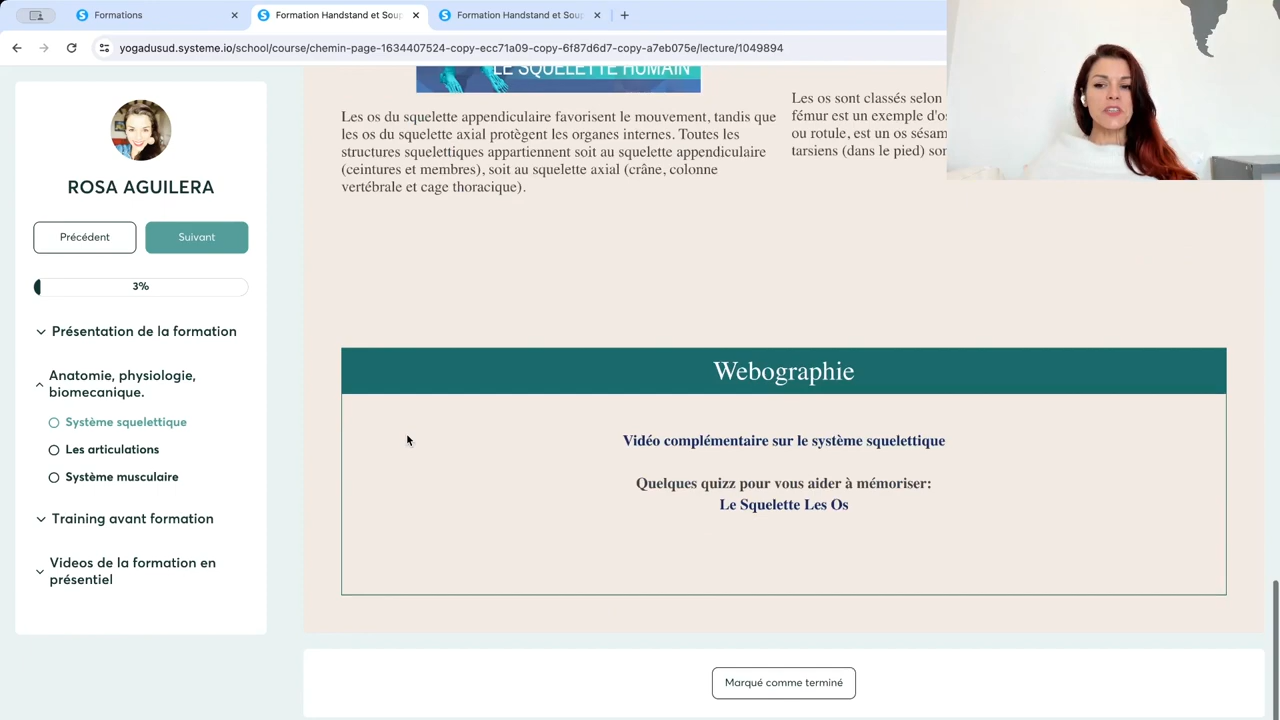 Formations
Formation Handstand et Soup
Formation Handstand et Soup
yogadusud.systeme.io/school/course/chemin-page-1634407524-copy-ecc71a09-copy-6f87d6d7-copy-a7eb075e/lecture/1049894
ROSA AGUILERA
Précédent
Suivant
3%
Présentation de la formation
Anatomie, physiologie,
biomecanique.
Système squelettique
Les articulations
Système musculaire
Training avant formation
Videos de la formation en
présentiel
LE SQUELETTE HUMAIN
Les os du squelette appendiculaire favorisent le mouvement, tandis que
les os du squelette axial protègent les organes internes. Toutes les
structures squelettiques appartiennent soit au squelette appendiculaire
(ceintures et membres), soit au squelette axial (crâne, colonne
vertébrale et cage thoracique).
Les os sont classés selon
fémur est un exemple d'os
ou rotule, est un os sésam
tarsiens (dans le pied) son
Webographie
Vidéo complémentaire sur le système squelettique
Quelques quizz pour vous aider à mémoriser:
Le Squelette Les Os
Marqué comme terminé